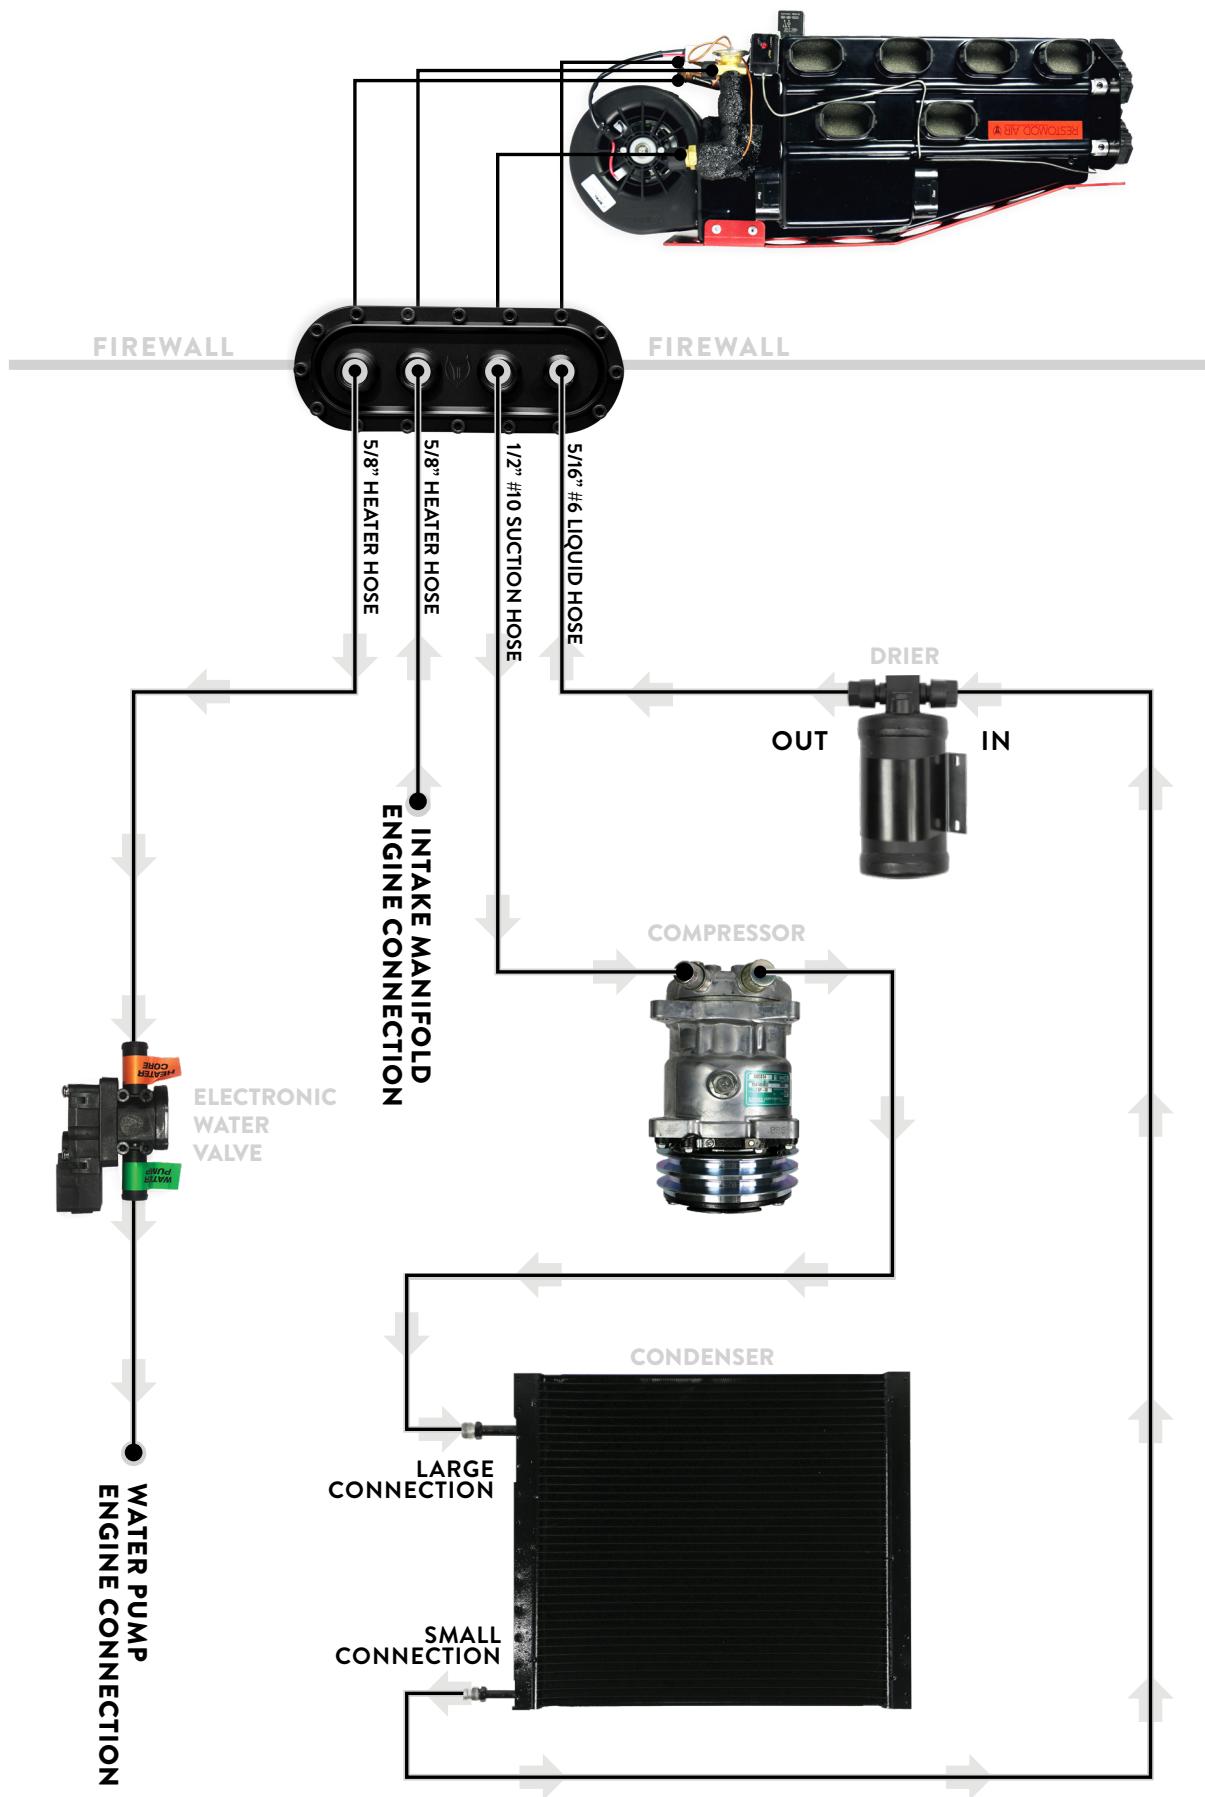 RESTOMOD AIR
FIREWALL
FIREWALL
5/8” HEATER HOSE
5/8” HEATER HOSE
1/2” #10 SUCTION HOSE
5/16” #6 LIQUID HOSE
DRIER
OUT
IN
INTAKE MANIFOLD
ENGINE CONNECTION
COMPRESSOR
HEATER
CORE
ELECTRONIC
WATER
VALVE
WATER
PUMP
CONDENSER
LARGE
CONNECTION
WATER PUMP
ENGINE CONNECTION
SMALL
CONNECTION